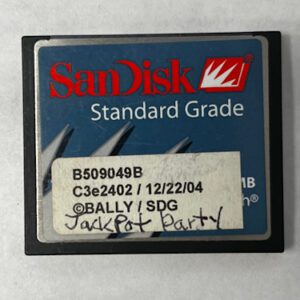 SanDisk
Standard Grade
B509049B
C3e2402 / 12/22/04
MB
©BALLY / SDG
h®
Jackpot Party